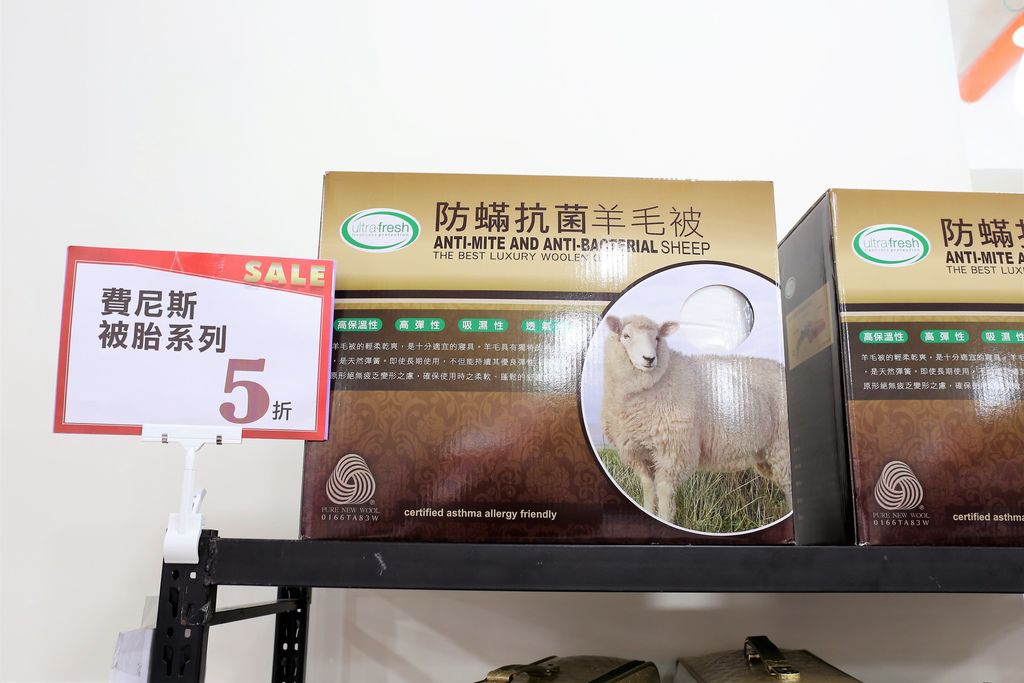 SALE
費尼斯
被胎系列
5折
ultra-fresh
防蟎抗菌羊毛被
ANTI-MITE AND ANTI-BACTERIAL SHEEP
THE BEST LUXURY WOOLEN
高保溫性 高彈性 吸濕性 透氣
羊毛被的輕柔乾爽，是十分適宜的寢具。羊毛具有獨特的
，是天然彈簧。即使長期使用，不但能持續其優良彈性
原形絕無疲乏變形之慮，確保使用時之柔軟、蓬鬆的舒適
PURE NEW WOOL
0166TA83W
certified asthma allergy friendly
ultra-fresh
防蟎
ANTI-MITE
THE BEST LUX
高保溫性 高彈性 吸濕
羊毛被的輕柔乾爽，是十分適宜的寢具。
，是天然彈簧。即使長期使用，
原形絕無疲乏變形之慮，確保
PURE NEW WOOL
0166TA83W
certified asthma